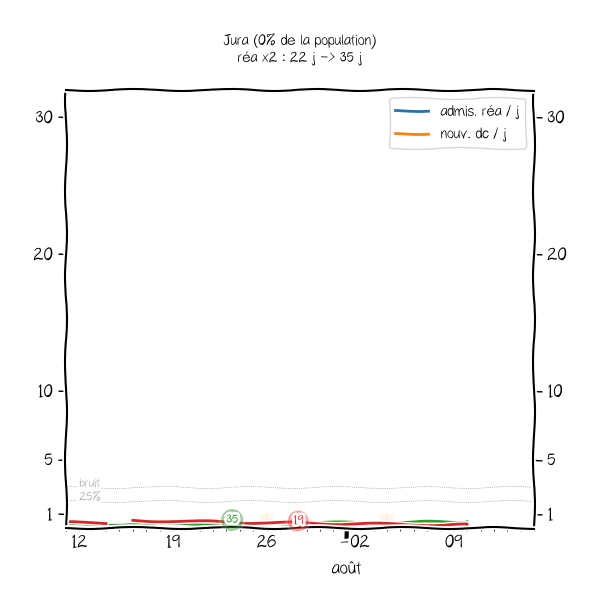 Jura (0% de la population)
réa x2 : 22 j -> 35 j
admis. réa / j
nouv. dc / j
30 30
20 20
10 10
5 5
bruit
25%
1 1
35 19
12 19 26 02 09
août